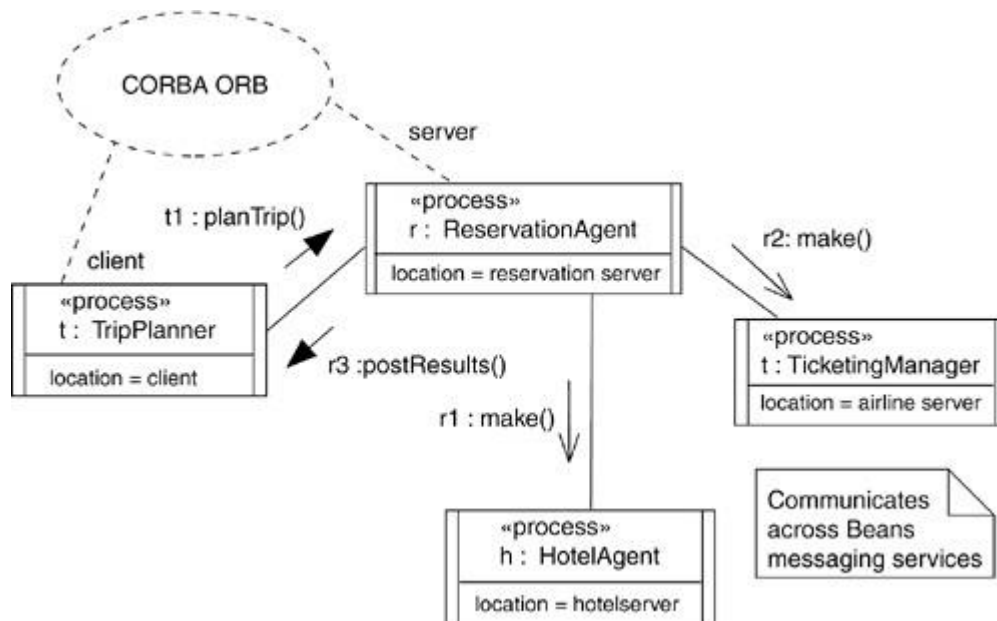 CORBA ORB
server
t1 : planTrip()
client
«process»
r : ReservationAgent
location = reservation server
r2: make()
«process»
t : TripPlanner
location = client
r3 :postResults()
r1 : make()
«process»
t : TicketingManager
location = airline server
«process»
h : HotelAgent
location = hotelserver
Communicates
across Beans
messaging services